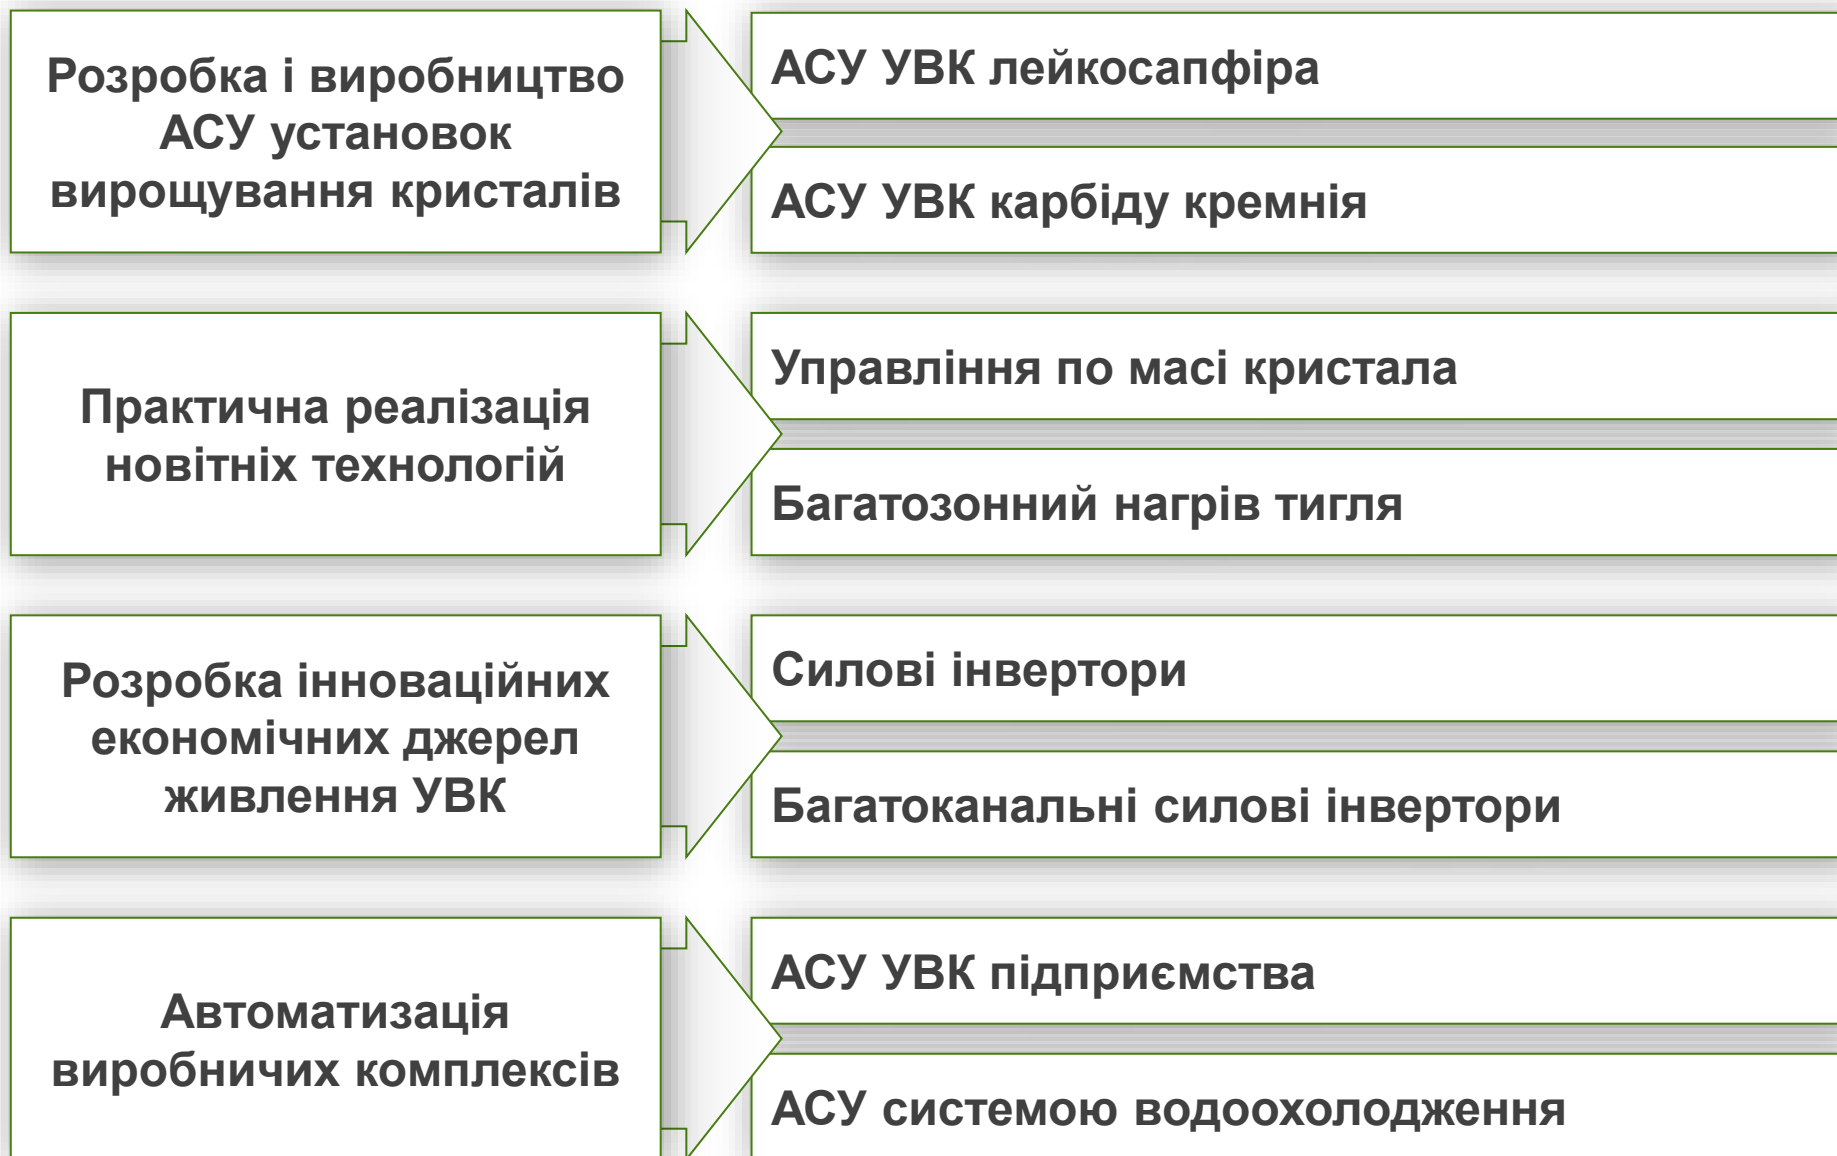 Розробка і виробництво
АСУ установок
вирощування кристалів
АСУ УВК лейкосапфіра
АСУ УВК карбіду кремнія
Практична реалізація
новітніх технологій
Управління по масі кристала
Багатозонний нагрів тигля
Розробка інноваційних
економічних джерел
живлення УВК
Силові інвертори
Багатоканальні силові інвертори
Автоматизація
виробничих комплексів
АСУ УВК підприємства
АСУ системою водоохолодження